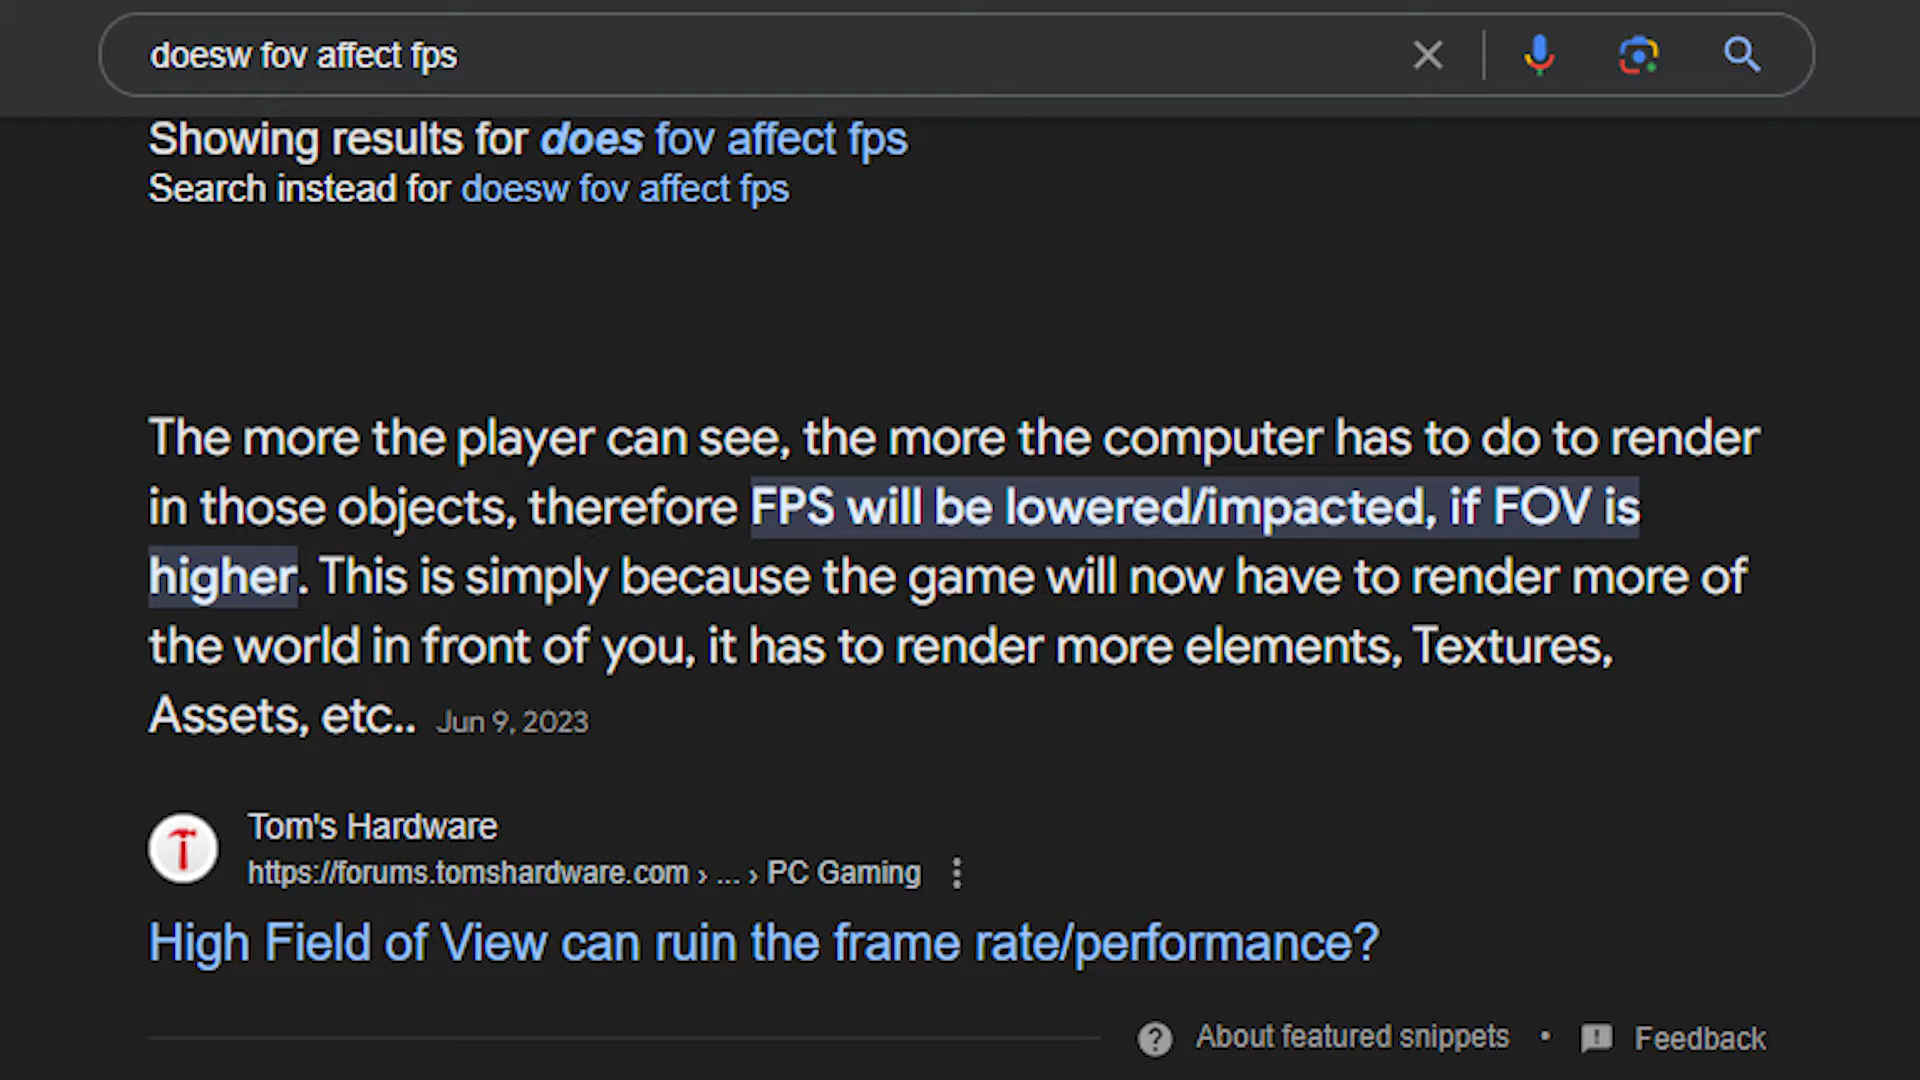 doesw fov affect fps
Showing results for does fov affect fps
Search instead for doesw fov affect fps
The more the player can see, the more the computer has to do to render
in those objects, therefore FPS will be lowered/impacted, if FOV is
higher. This is simply because the game will now have to render more of
the world in front of you, it has to render more elements, Textures,
Assets, etc.. Jun 9, 2023
Tom's Hardware
https://forums.tomshardware.com › ... › PC Gaming
High Field of View can ruin the frame rate/performance?
About featured snippets • Feedback